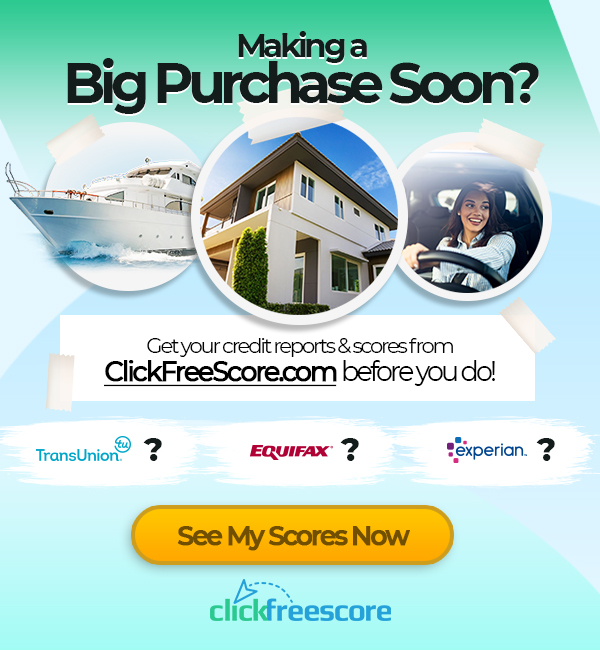 Making a
Big Purchase Soon?
Get your credit reports & scores from
ClickFreeScore.com before you do!
TransUnion tu ?
EQUIFAX ?
experian. ?
See My Scores Now
clickfreescore